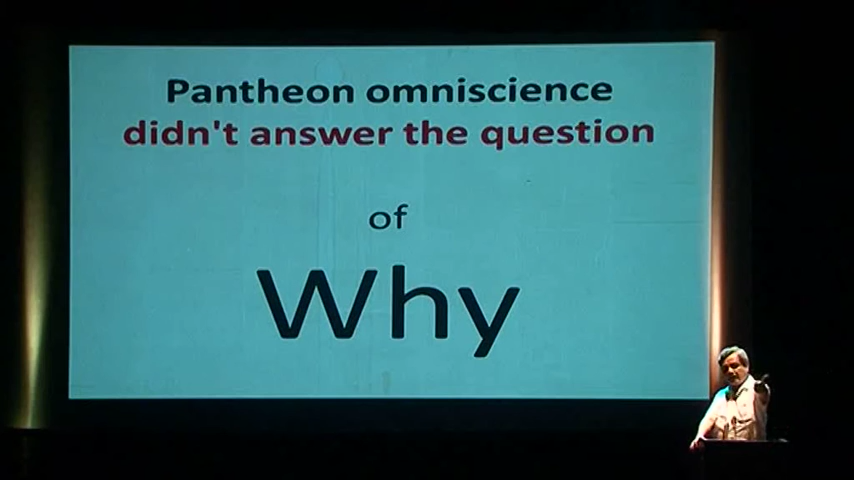 Pantheon omniscience
didn't answer the question
of
Why